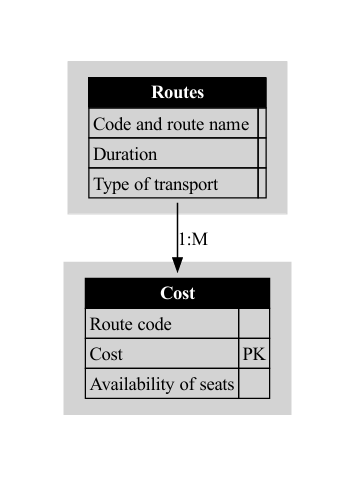 Routes
Code and route name
Duration
Type of transport
1:M
Cost
Route code
Cost PK
Availability of seats